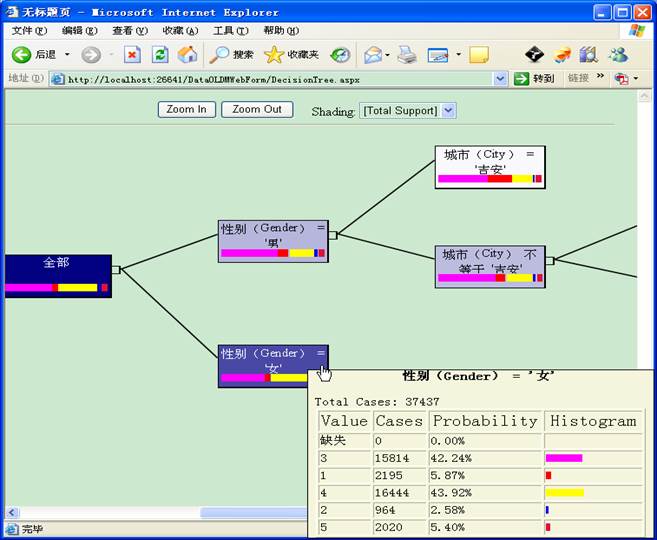 无标题页 - Microsoft Internet Explorer
文件(F) 编辑(E) 查看(V) 收藏(A) 工具(T) 帮助(H)
后退 搜索 收藏夹
地址(D) http://localhost:26641/DataOLDMWebForm/DecisionTree.aspx 转到 链接 »
Zoom In Zoom Out Shading: [Total Support]
城市（City） =
'吉安'
性别（Gender） =
'男'
城市（City） 不
等于 '吉安'
全部
性别（Gender） =
'女'
性别（Gender） = '女'
Total Cases: 37437
Value Cases Probability Histogram
缺失 0 0.00%
3 15814 42.24%
1 2195 5.87%
4 16444 43.92%
2 964 2.58%
5 2020 5.40%
完毕